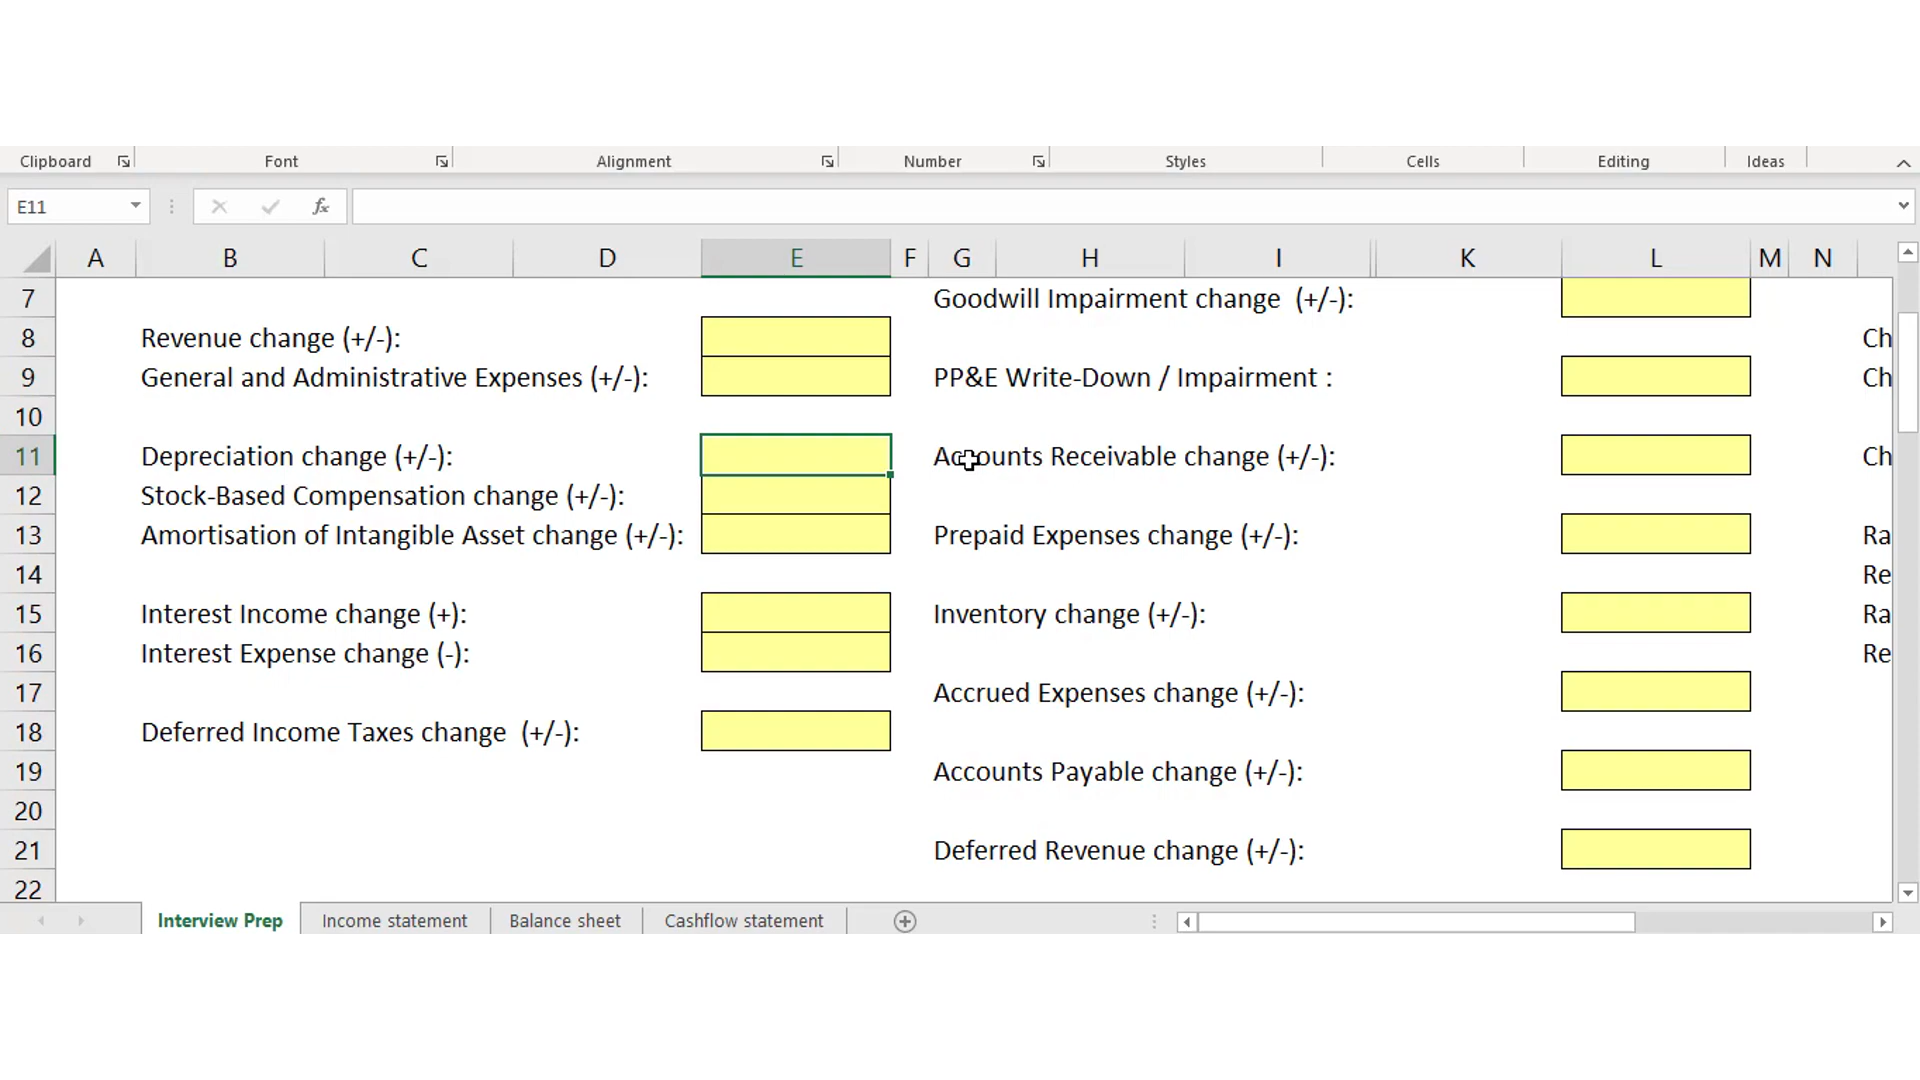 Clipboard Font Alignment Number Styles Cells Editing Ideas
E11 fx
A B C D E F G H I K L M N
7 Goodwill Impairment change (+/-):
8 Revenue change (+/-): Ch
9 General and Administrative Expenses (+/-): PP&E Write-Down / Impairment : Ch
10
11 Depreciation change (+/-): Accounts Receivable change (+/-): Ch
12 Stock-Based Compensation change (+/-):
13 Amortisation of Intangible Asset change (+/-): Prepaid Expenses change (+/-): Ra
14 Re
15 Interest Income change (+): Inventory change (+/-): Ra
16 Interest Expense change (-): Re
17 Accrued Expenses change (+/-):
18 Deferred Income Taxes change (+/-):
19 Accounts Payable change (+/-):
20
21 Deferred Revenue change (+/-):
22
Interview Prep Income statement Balance sheet Cashflow statement